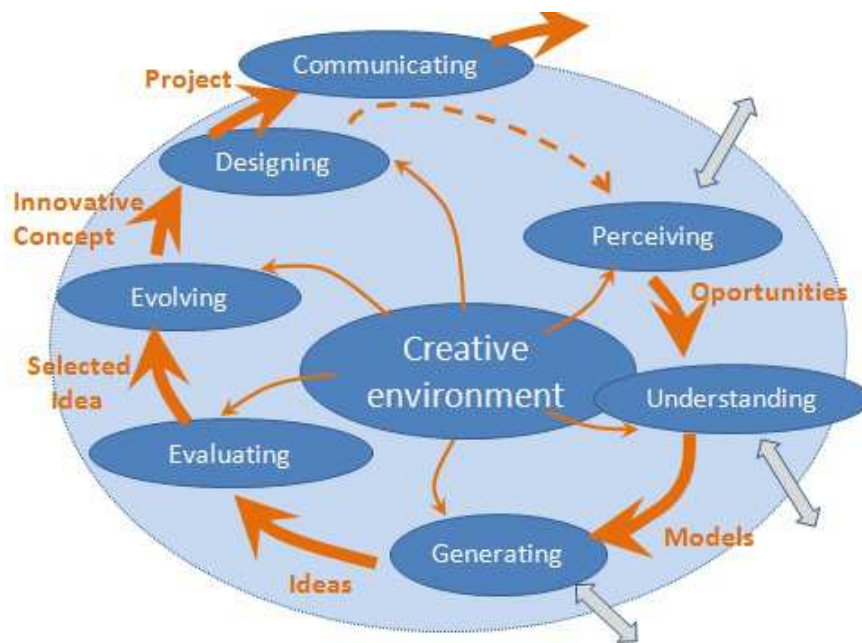 Communicating
Project
Designing
Innovative
Concept
Perceiving
Evolving
Oportunities
Creative
environment
Selected
Idea
Understanding
Evaluating
Models
Generating
Ideas